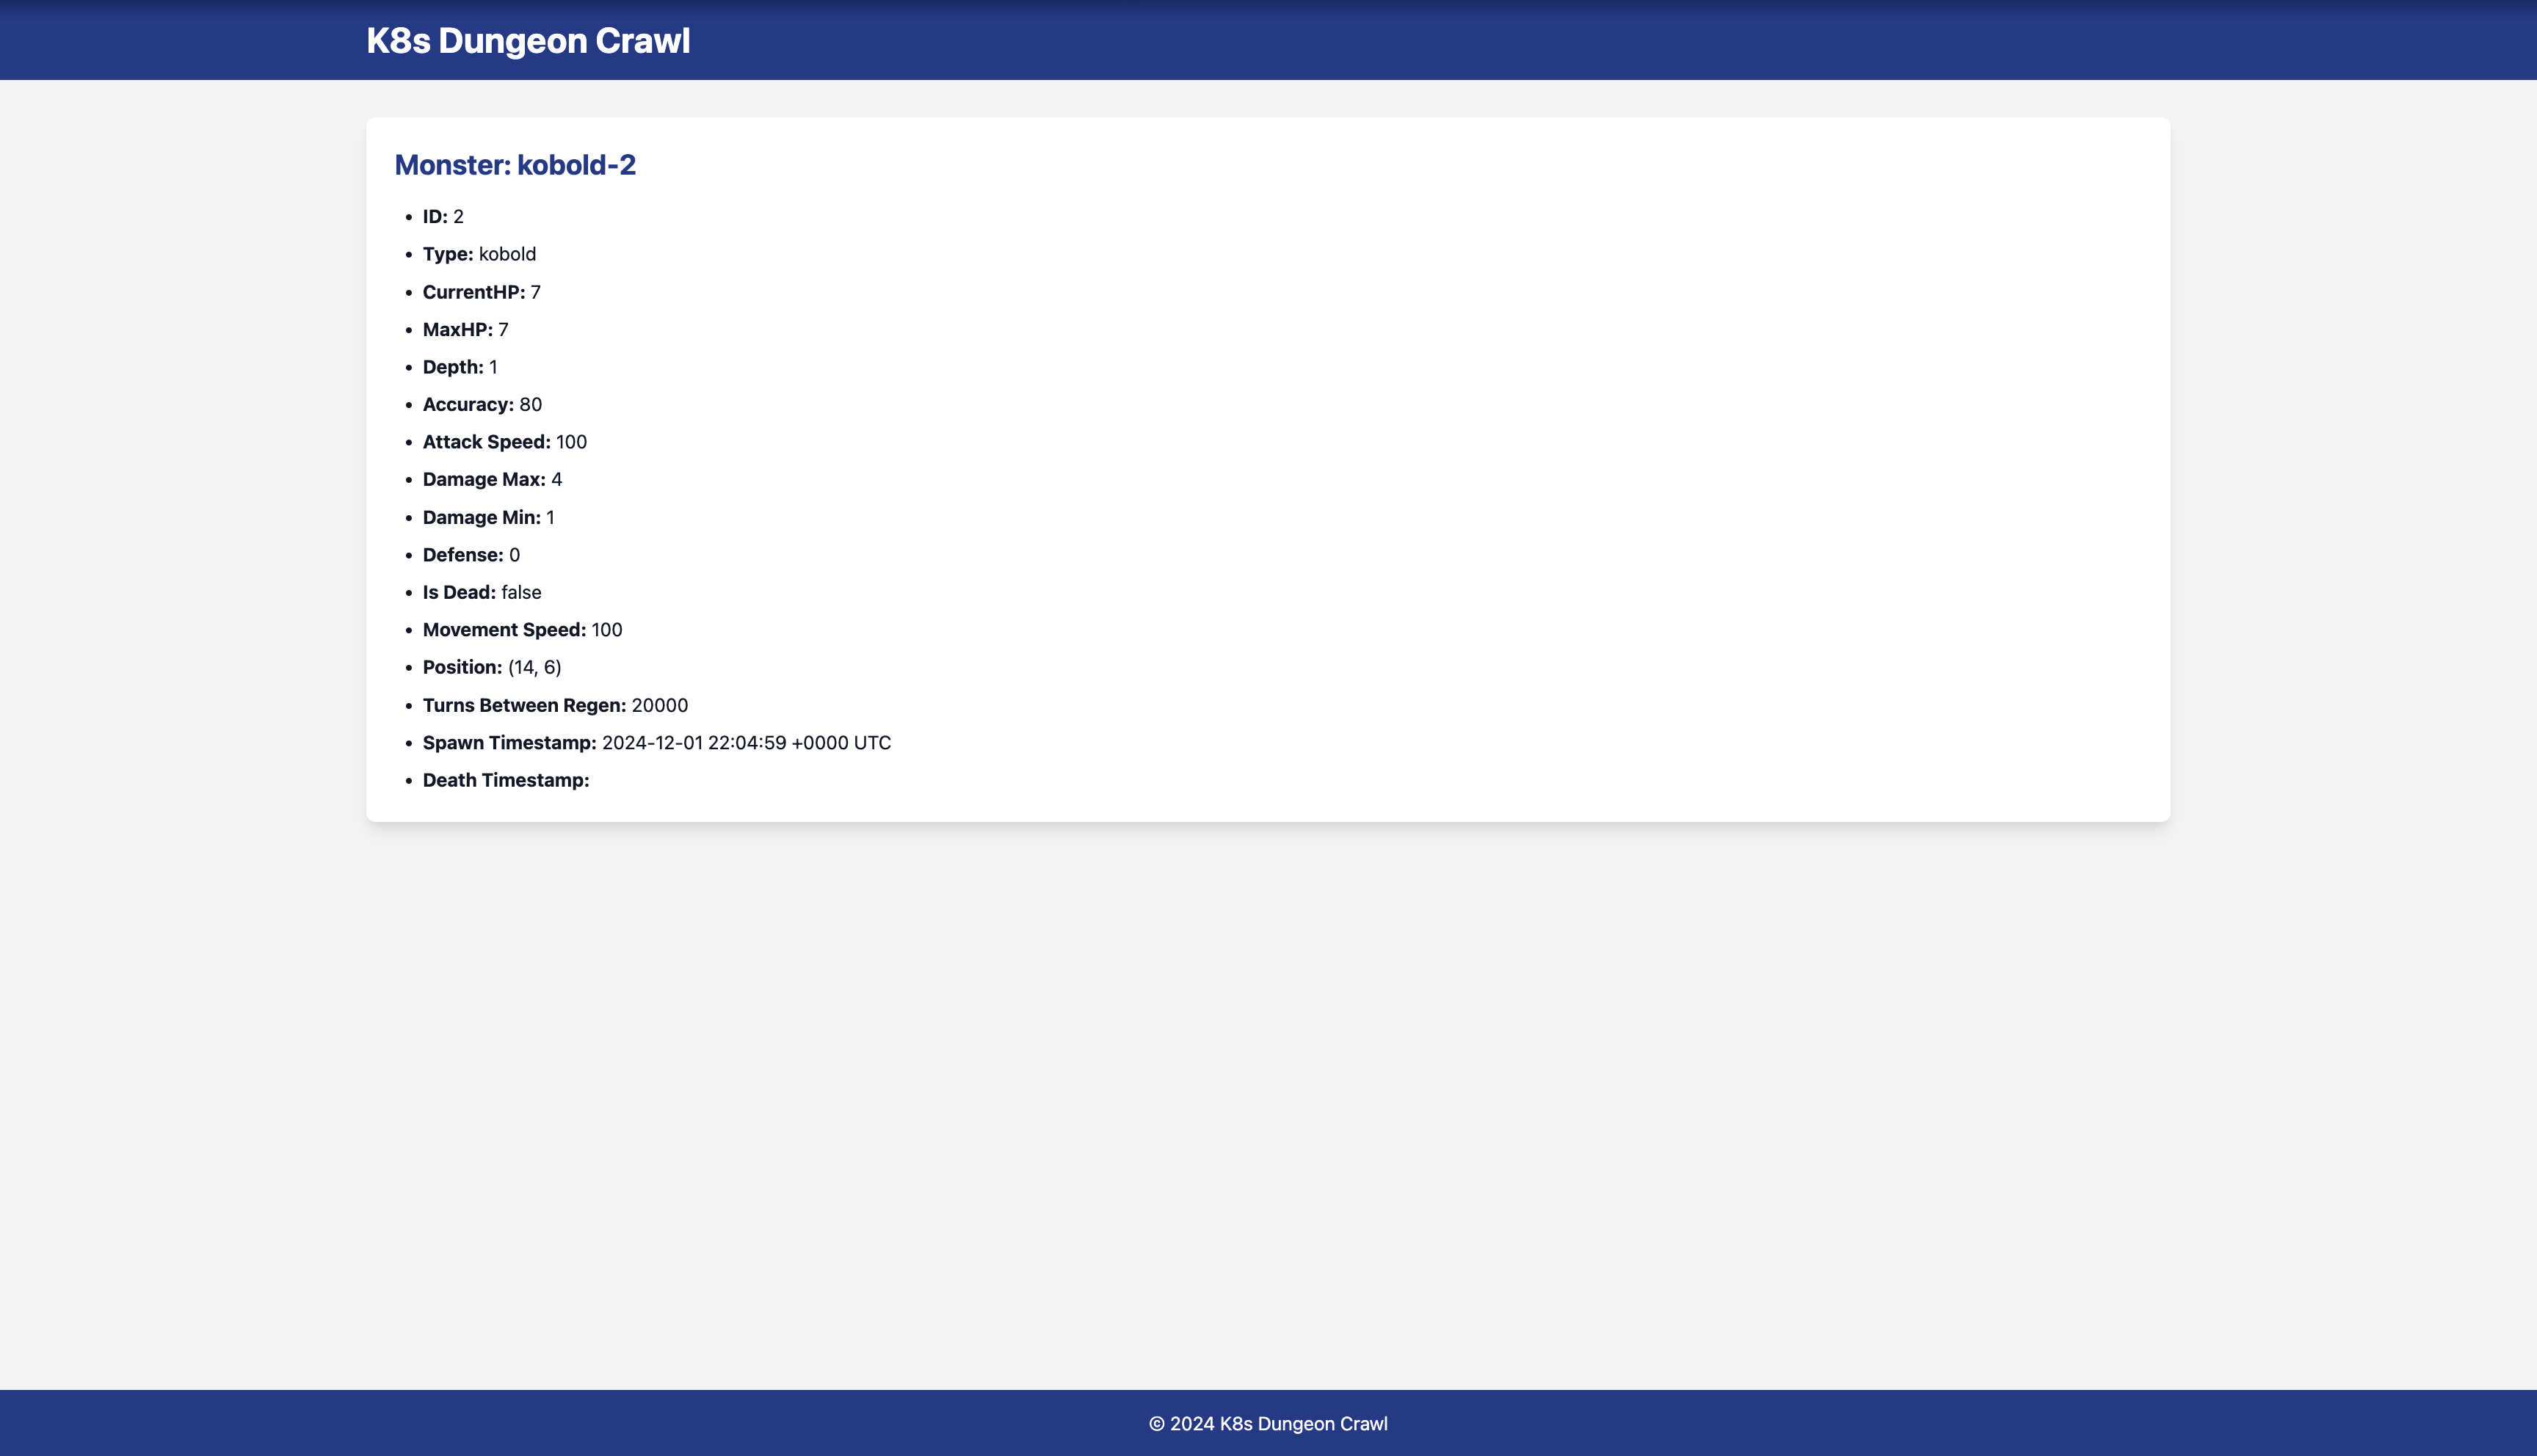 K8s Dungeon Crawl
Monster: kobold-2
• ID: 2
• Type: kobold
• CurrentHP: 7
• MaxHP: 7
• Depth: 1
• Accuracy: 80
• Attack Speed: 100
• Damage Max: 4
• Damage Min: 1
• Defense: 0
• Is Dead: false
• Movement Speed: 100
• Position: (14, 6)
• Turns Between Regen: 20000
• Spawn Timestamp: 2024-12-01 22:04:59 +0000 UTC
• Death Timestamp:
© 2024 K8s Dungeon Crawl